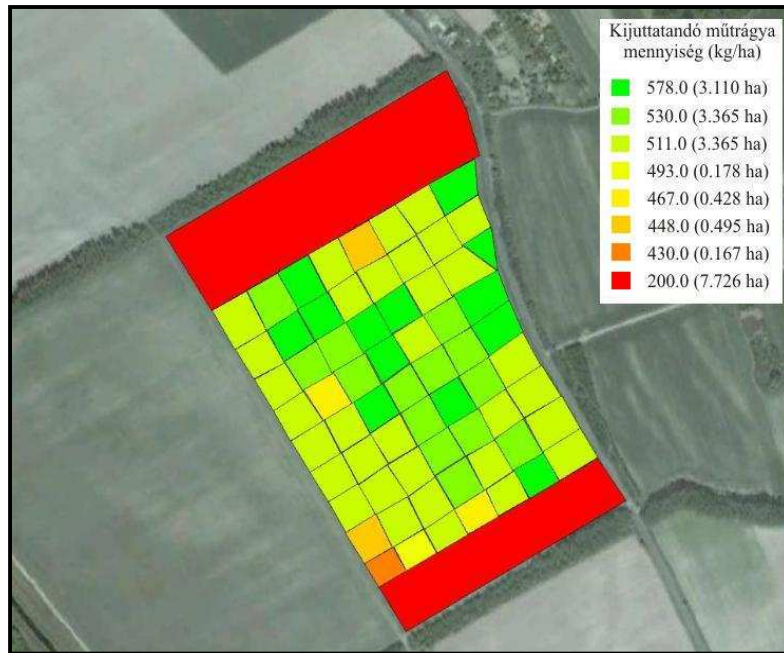 Kijuttatandó műtrágya
mennyiség (kg/ha)
578.0 (3.110 ha)
530.0 (3.365 ha)
511.0 (3.365 ha)
493.0 (0.178 ha)
467.0 (0.428 ha)
448.0 (0.495 ha)
430.0 (0.167 ha)
200.0 (7.726 ha)